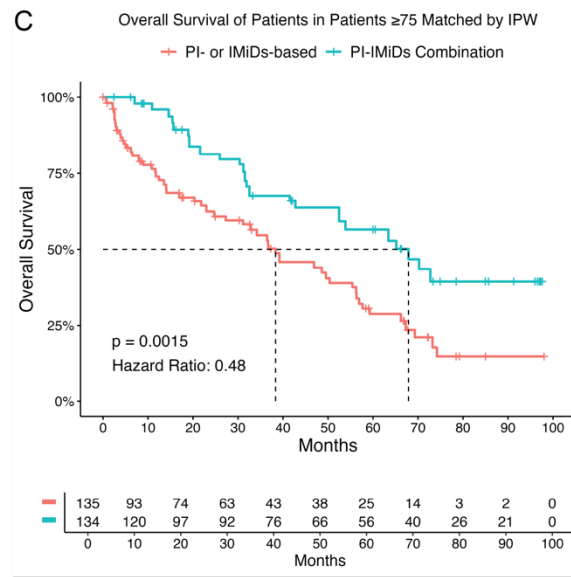 C
Overall Survival of Patients in Patients ≥75 Matched by IPW
PI- or IMiDs-based PI-IMiDs Combination
100%
75%
50%
25%
0%
Overall Survival
p = 0.0015
Hazard Ratio: 0.48
0 10 20 30 40 50 60 70 80 90 100
Months
135 93 74 63 43 38 25 14 3 2 0
134 120 97 92 76 66 56 40 26 21 0
0 10 20 30 40 50 60 70 80 90 100
Months